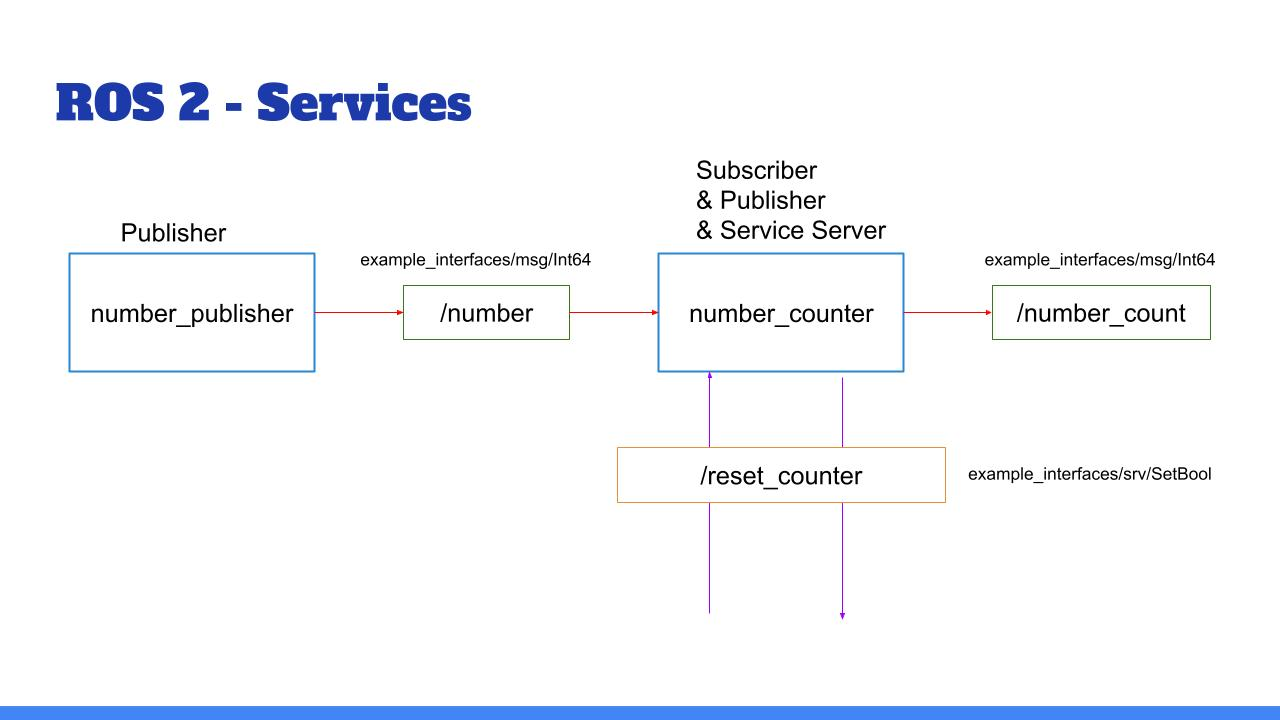 ROS 2 - Services
Subscriber
& Publisher
& Service Server
Publisher
example_interfaces/msg/Int64
example_interfaces/msg/Int64
number_publisher
/number
number_counter
/number_count
/reset_counter
example_interfaces/srv/SetBool